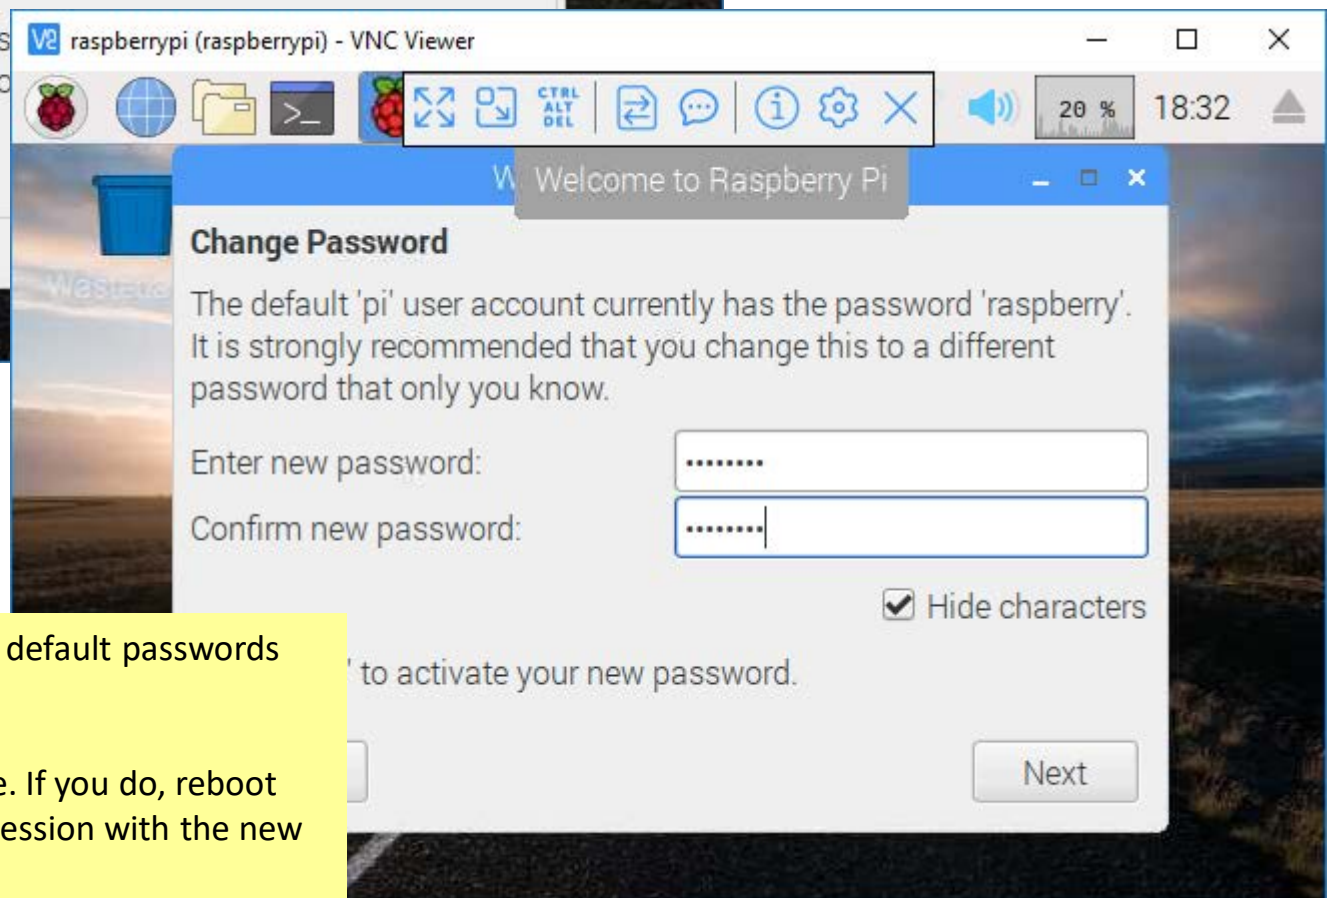 raspberrypi (raspberrypi) - VNC Viewer
CTRL
ALT
DEL
20 %
18:32
Welcome to Raspberry Pi
Change Password
The default 'pi' user account currently has the password 'raspberry'.
It is strongly recommended that you change this to a different
password that only you know.
Enter new password:
Confirm new password:
Hide characters
default passwords
' to activate your new password.
. If you do, reboot
with the new
Next